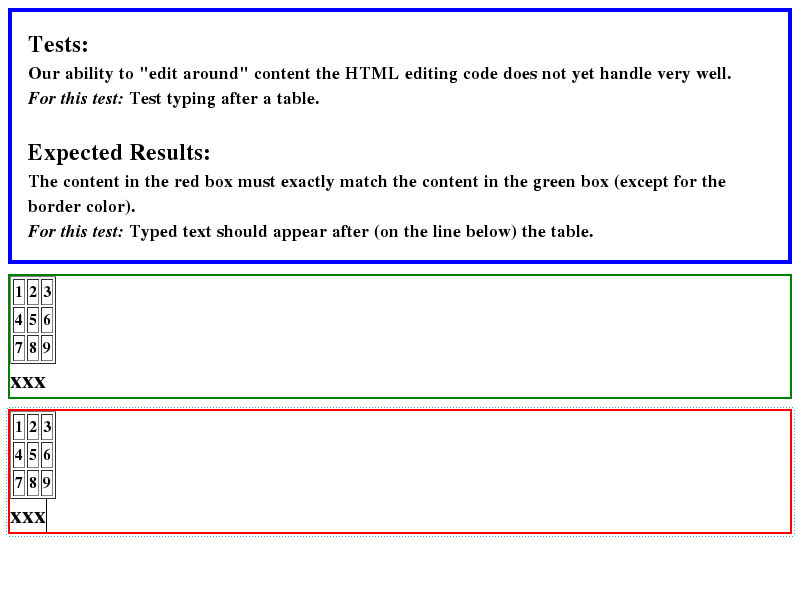 Tests:
Our ability to "edit around" content the HTML editing code does not yet handle very well.
For this test: Test typing after a table.
Expected Results:
The content in the red box must exactly match the content in the green box (except for the
border color).
For this test: Typed text should appear after (on the line below) the table.
1 2 3
4 5 6
7 8 9
xxx
1 2 3
4 5 6
7 8 9
xxx